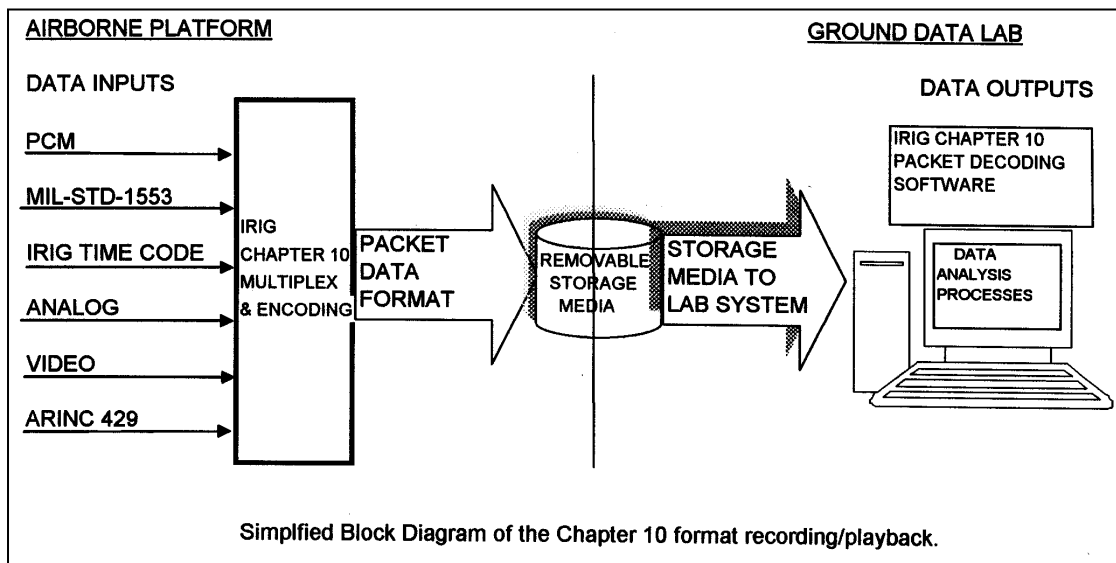 AIRBORNE PLATFORM
GROUND DATA LAB
DATA INPUTS
DATA OUTPUTS
PCM
MIL-STD-1553
IRIG TIME CODE
ANALOG
VIDEO
ARINC 429
IRIG
CHAPTER 10
MULTIPLEX
& ENCODING
PACKET
DATA
FORMAT
REMOVABLE
STORAGE
MEDIA
STORAGE
MEDIA TO
LAB SYSTEM
IRIG CHAPTER 10
PACKET DECODING
SOFTWARE
DATA
ANALYSIS
PROCESSES
Simplfied Block Diagram of the Chapter 10 format recording/playback.